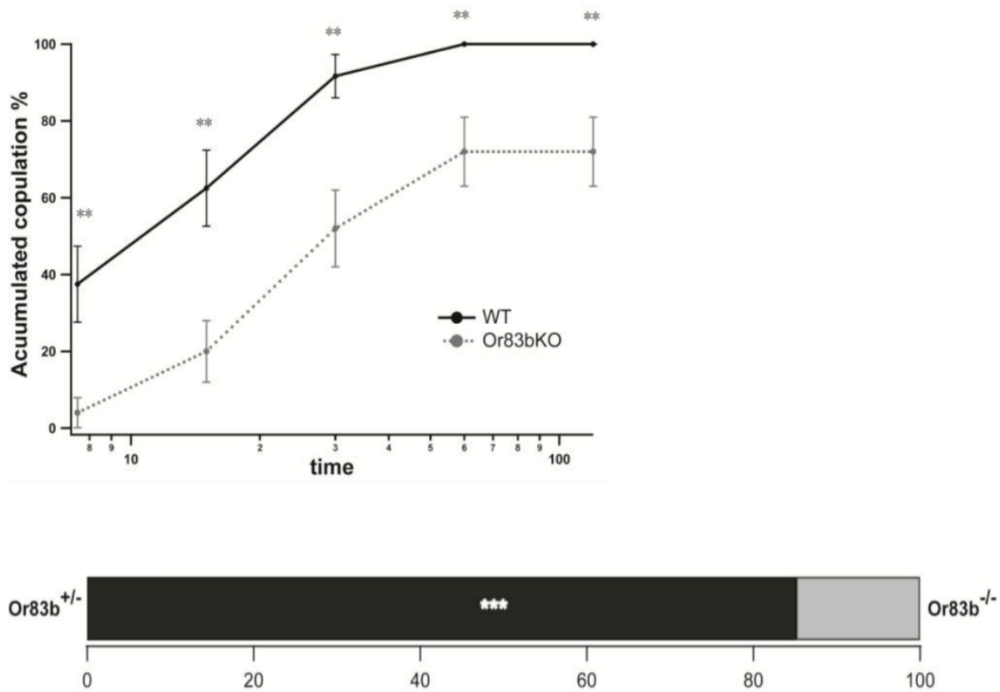 **
**
**
**
**
100
80
60
40
20
0
Acuumulated copulation %
WT
Or83bKO
8 9 2 3 4 5 6 7 8 9
10 100
time
Or83b+/-
***
Or83b-/-
0 20 40 60 80 100